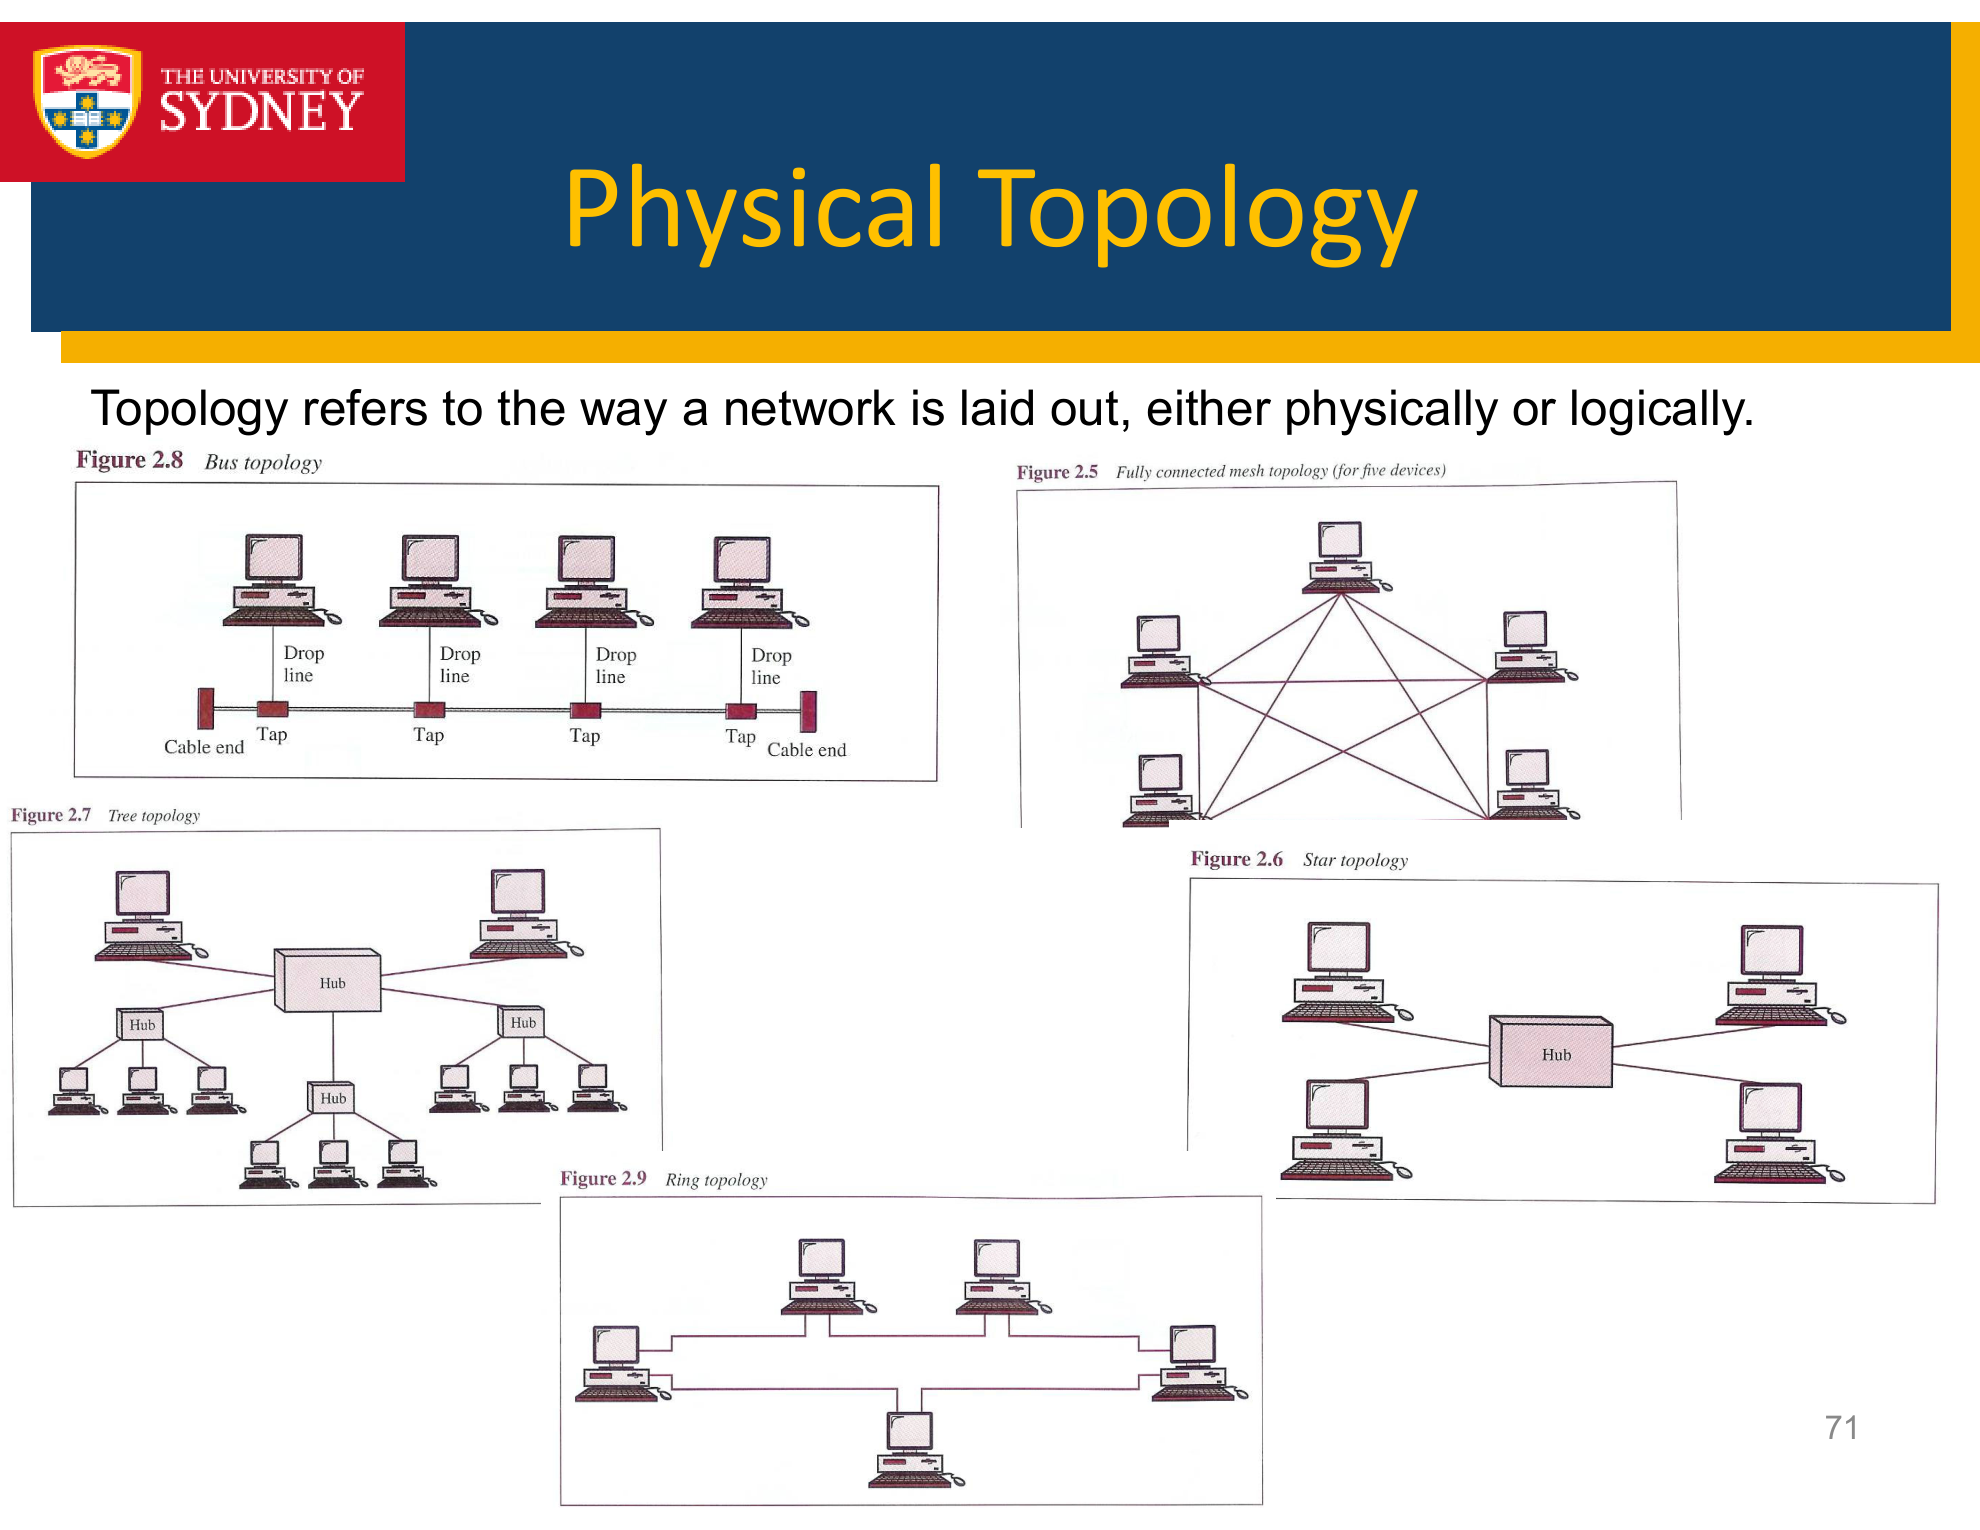 THE UNIVERSITY OF
SYDNEY
Physical Topology
Topology refers to the way a network is laid out, either physically or logically.
Figure 2.8 Bus topology
Drop line
Drop line
Drop line
Drop line
Cable end
Tap
Tap
Tap
Tap
Cable end
Figure 2.5 Fully connected mesh topology (for five devices)
Figure 2.7 Tree topology
Hub
Hub
Hub
Hub
Figure 2.6 Star topology
Hub
Figure 2.9 Ring topology
71